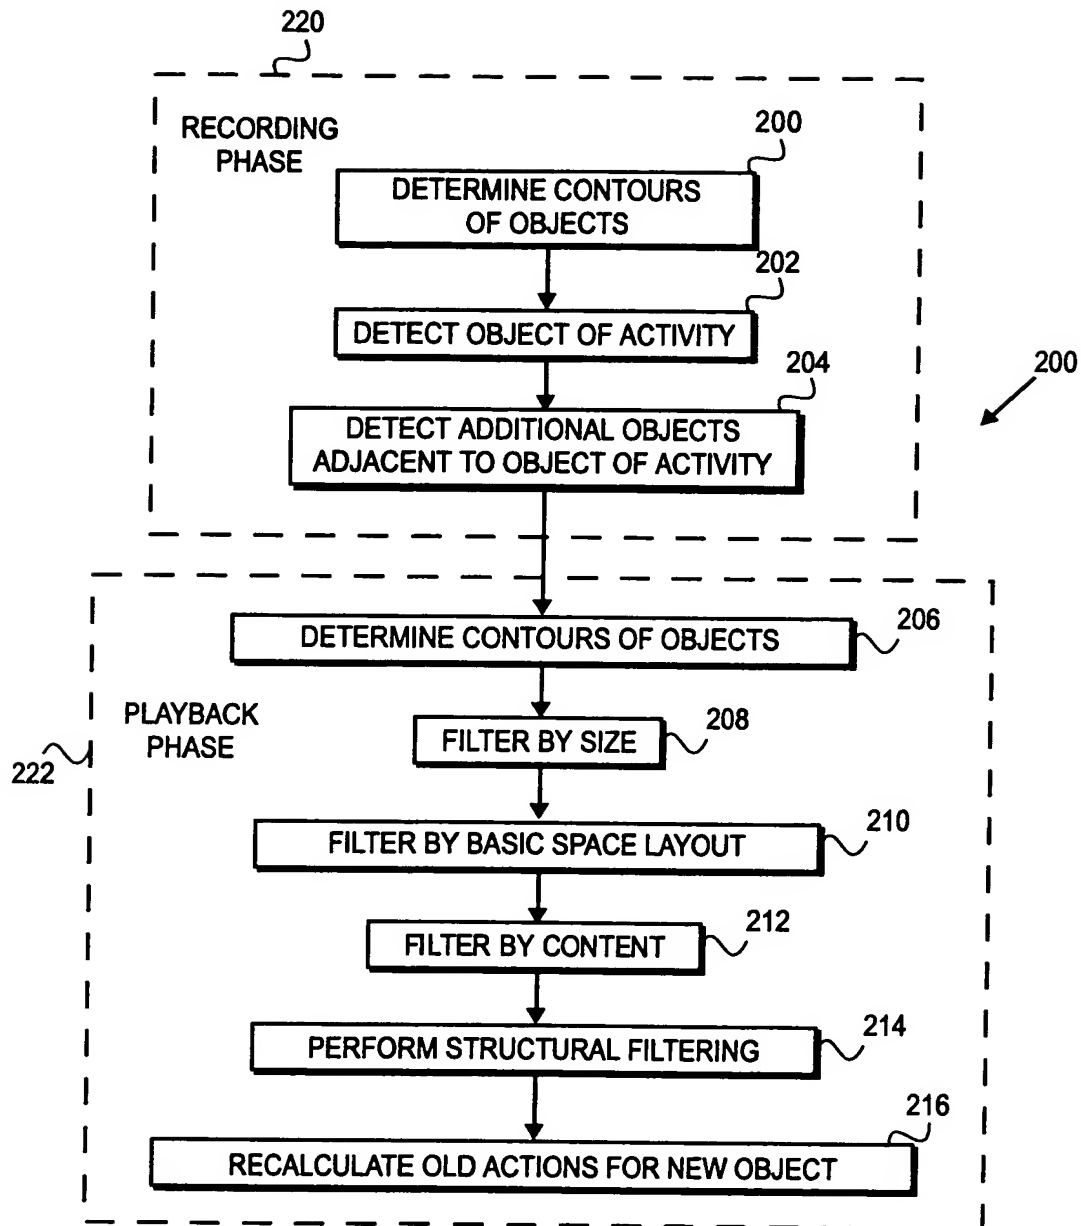 220
RECORDING
PHASE
200
DETERMINE CONTOURS
OF OBJECTS
202
DETECT OBJECT OF ACTIVITY
204
DETECT ADDITIONAL OBJECTS
ADJACENT TO OBJECT OF ACTIVITY
200
DETERMINE CONTOURS OF OBJECTS
206
PLAYBACK
PHASE
222
FILTER BY SIZE
208
FILTER BY BASIC SPACE LAYOUT
210
FILTER BY CONTENT
212
PERFORM STRUCTURAL FILTERING
214
216
RECALCULATE OLD ACTIONS FOR NEW OBJECT